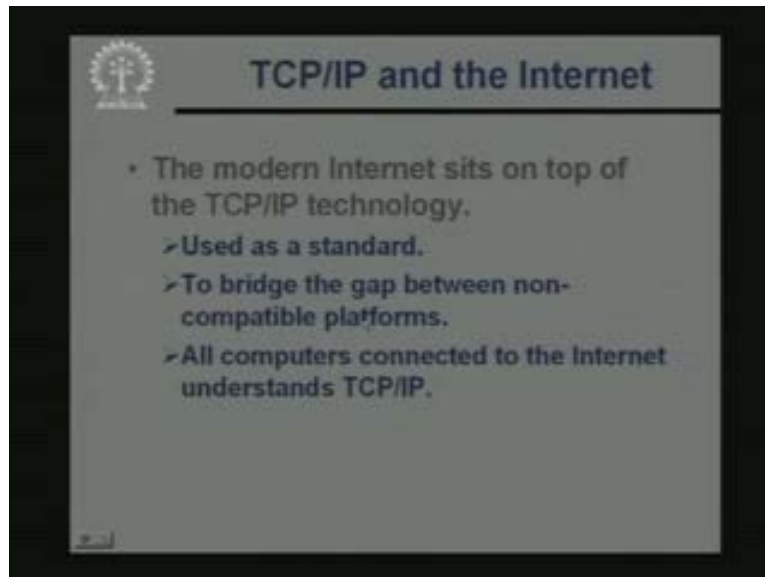 TCP/IP and the Internet
• The modern Internet sits on top of
the TCP/IP technology.
➢Used as a standard.
➢To bridge the gap between non-
compatible platforms.
➢All computers connected to the Internet
understands TCP/IP.